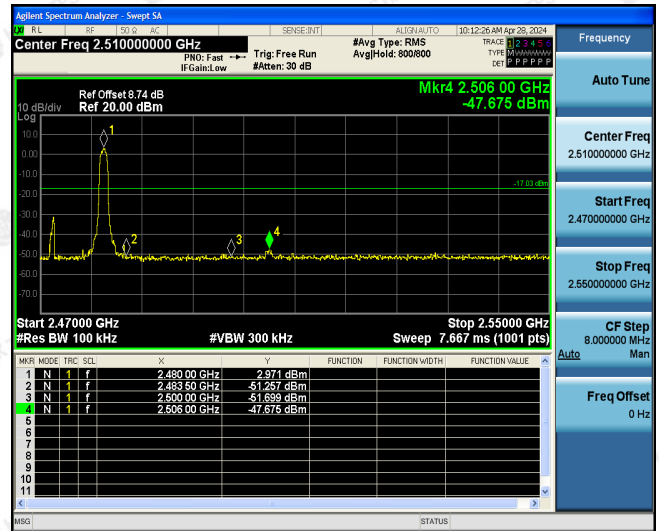 Agilent Spectrum Analyzer - Swept SA
LXI RL RF 50 Ω AC SENSE:INT ALIGN AUTO 10:12:26 AM Apr 28, 2024
Center Freq 2.510000000 GHz
PNO: Fast
IFGain:Low
Trig: Free Run
#Atten: 30 dB
#Avg Type: RMS
Avg|Hold: 800/800
TRACE 1 2 3 4 5 6
TYPE MWWWWW
DET P P P P P P
Frequency
Auto Tune
Center Freq
2.510000000 GHz
Start Freq
2.470000000 GHz
Stop Freq
2.550000000 GHz
CF Step
8.000000 MHz
Auto Man
Freq Offset
0 Hz
Mkr4 2.506 00 GHz
-47.675 dBm
Ref Offset 8.74 dB
10 dB/div Ref 20.00 dBm
Log
10.0
0.00
-10.0
-20.0
-30.0
-40.0
-50.0
-60.0
-70.0
1
2
3
4
-17.03 dBm
Start 2.47000 GHz Stop 2.55000 GHz
#Res BW 100 kHz #VBW 300 kHz Sweep 7.667 ms (1001 pts)
MKR MODE TRC SCL X Y FUNCTION FUNCTION WIDTH FUNCTION VALUE
1 N 1 f 2.480 00 GHz 2.971 dBm
2 N 1 f 2.483 50 GHz -51.257 dBm
3 N 1 f 2.500 00 GHz -51.699 dBm
4 N 1 f 2.506 00 GHz -47.675 dBm
5
6
7
8
9
10
11
MSG STATUS